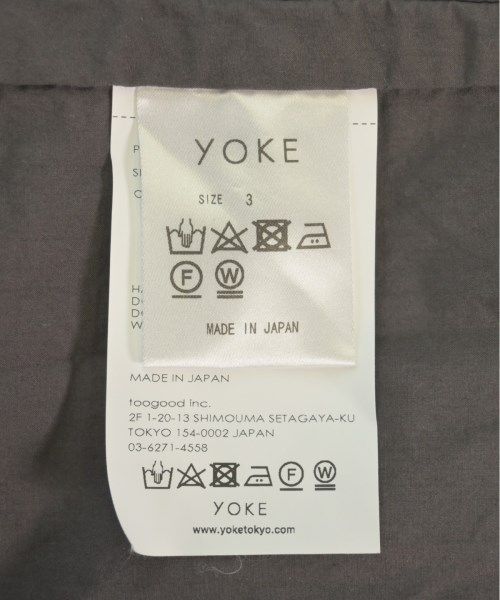 YOKE
SIZE 3
F W
MADE IN JAPAN
MADE IN JAPAN
toogood inc.
2F 1-20-13 SHIMOUMA SETAGAYA-KU
TOKYO 154-0002 JAPAN
03-6271-4558
F W
YOKE
www.yoketokyo.com